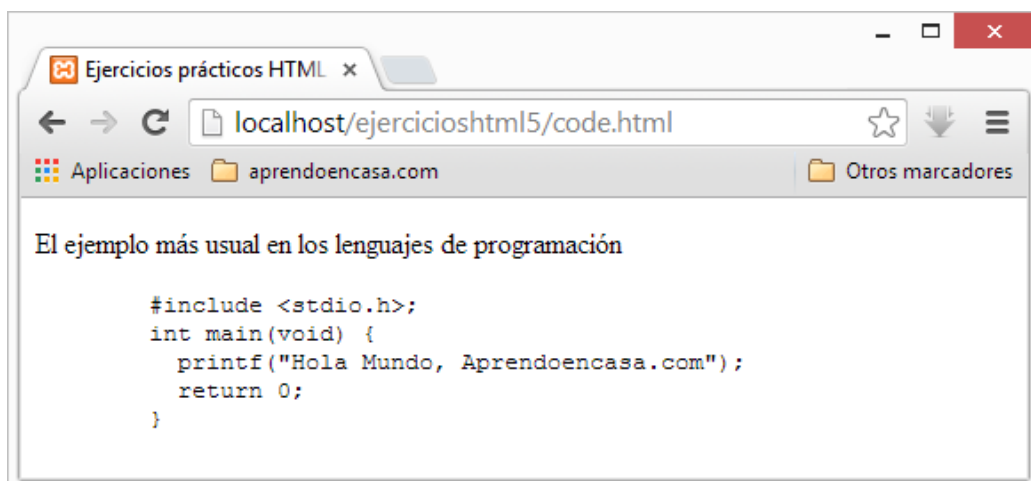 Ejercicios prácticos HTML
localhost/ejercicioshtml5/code.html
Aplicaciones aprendoencasa.com Otros marcadores
El ejemplo más usual en los lenguajes de programación
#include <stdio.h>;
int main(void) {
  printf("Hola Mundo, Aprendoencasa.com");
  return 0;
}